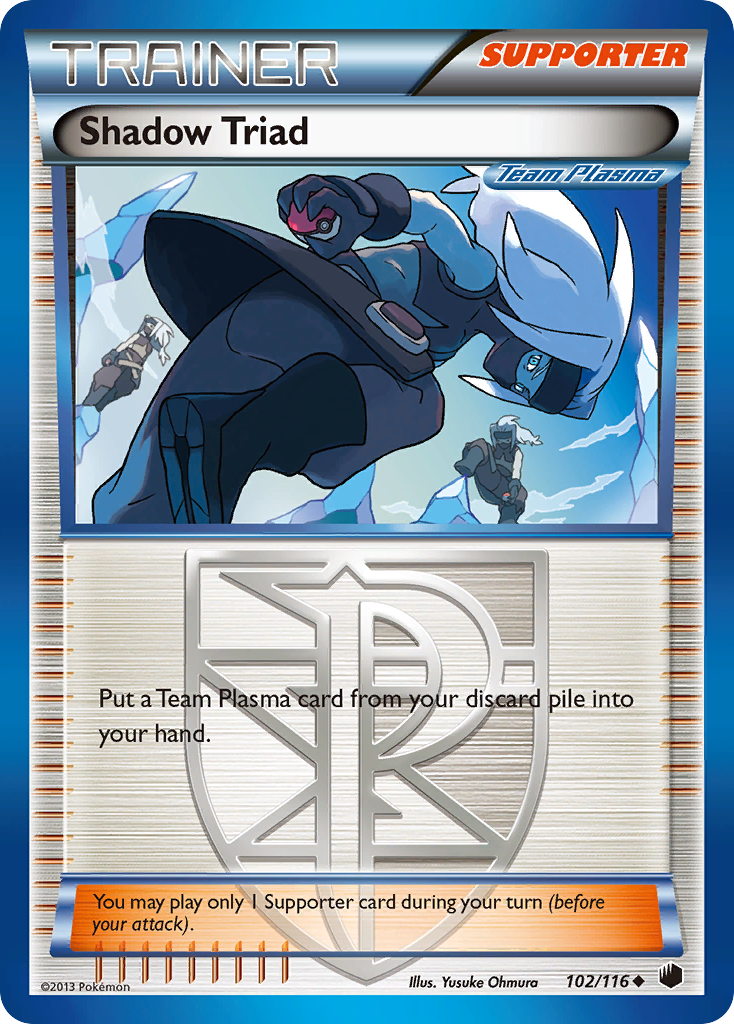 TRAINER
SUPPORTER
Shadow Triad
Team Plasma
Put a Team Plasma card from your discard pile into
your hand.
You may play only 1 Supporter card during your turn (before
your attack).
©2013 Pokémon
Illus. Yusuke Ohmura
102/116